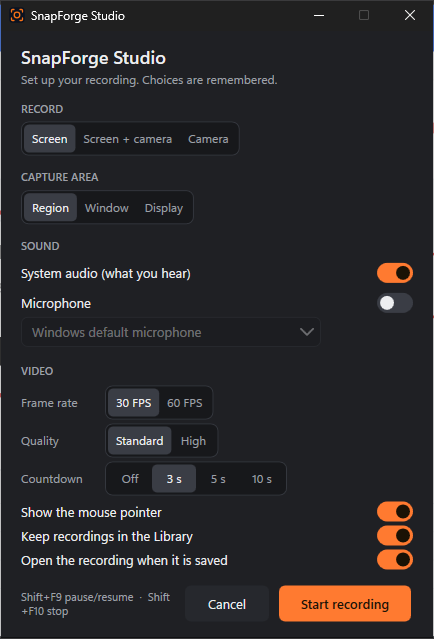 SnapForge Studio
SnapForge Studio
Set up your recording. Choices are remembered.
RECORD
Screen Screen + camera Camera
CAPTURE AREA
Region Window Display
SOUND
System audio (what you hear)
Microphone
Windows default microphone
VIDEO
Frame rate 30 FPS 60 FPS
Quality Standard High
Countdown Off 3 s 5 s 10 s
Show the mouse pointer
Keep recordings in the Library
Open the recording when it is saved
Shift+F9 pause/resume · Shift
+F10 stop
Cancel Start recording